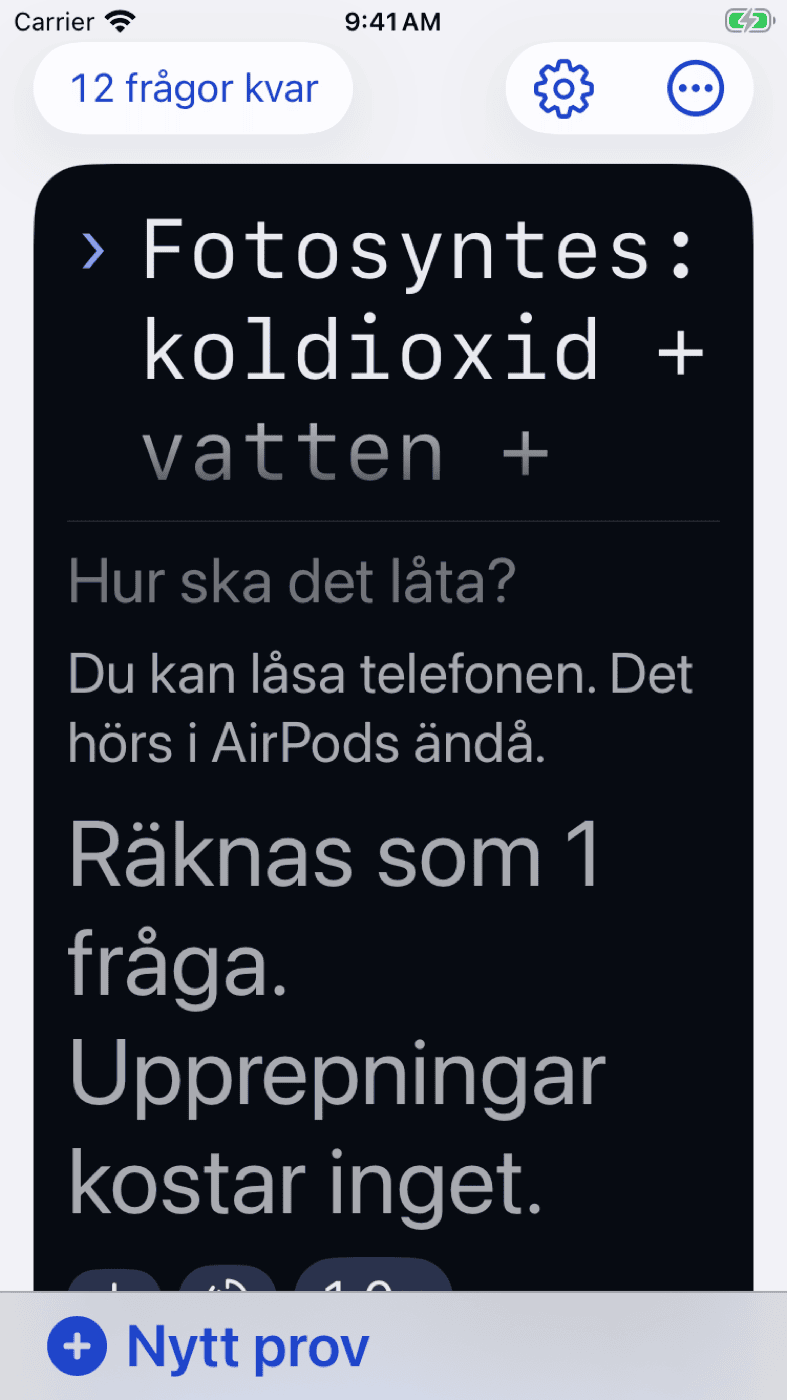 Carrier 9:41 AM
12 frågor kvar
› Fotosyntes:
koldioxid +
vatten +
Hur ska det låta?
Du kan låsa telefonen. Det
hörs i AirPods ändå.
Räknas som 1
fråga.
Upprepningar
kostar inget.
Nytt prov